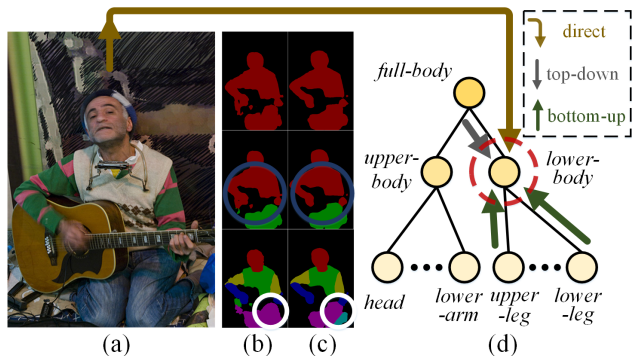 direct
top-down
bottom-up
full-body
upper-
body
lower-
body
head
lower
-arm
upper
-leg
lower
-leg
(a)
(b)
(c)
(d)